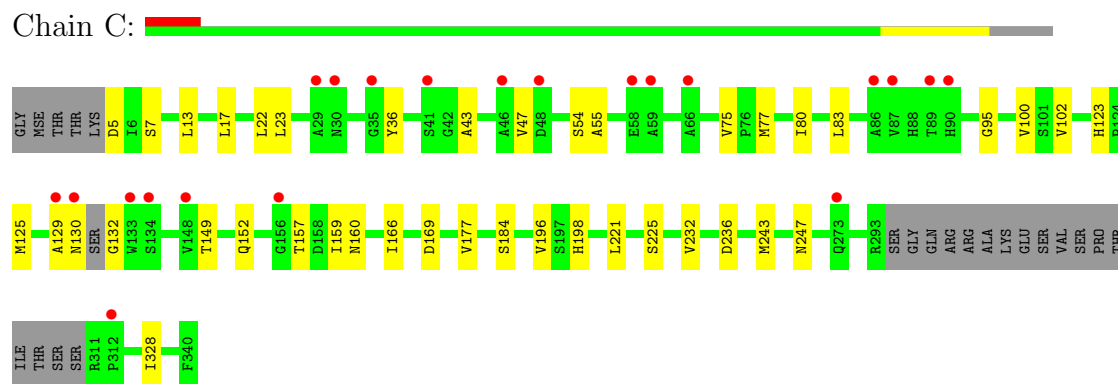 Chain C:
GLY MSE THR THR LYS D5 I6 S7 L13 L17 L22 L23 A29 N30 G35 Y36 S41 G42 A43 A46 V47 D48 S54 A55 E58 A59 A66 V75 P76 M77 I80 L83 A86 V87 H88 T89 H90 G95 V100 S101 V102 H123
M125 A129 N130 SER G132 W133 S134 V148 T149 Q152 G156 T157 D158 I159 N160 I166 D169 V177 S184 V196 S197 H198 L221 S225 V232 D236 M243 N247 Q273 R293 SER GLY GLN ARG ARG ALA LYS GLU SER VAL SER PRO
ILE THR SER SER R311 P312 I328 F340